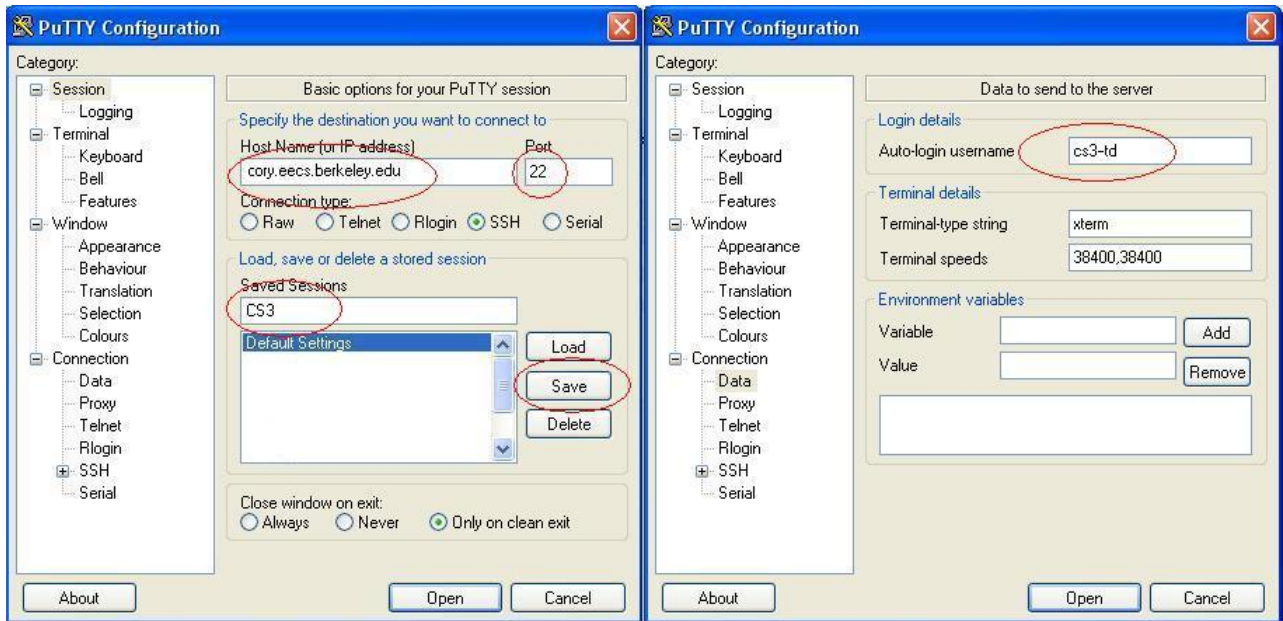 PuTTY Configuration
Category:
Session
Logging
Terminal
Keyboard
Bell
Features
Window
Appearance
Behaviour
Translation
Selection
Colours
Connection
Data
Proxy
Telnet
Rlogin
SSH
Serial
Basic options for your PuTTY session
Specify the destination you want to connect to
Host Name (or IP address) Port
cory.eecs.berkeley.edu 22
Connection type:
Raw Telnet Rlogin SSH Serial
Load, save or delete a stored session
Saved Sessions
CS3
Default Settings
Load
Save
Delete
Close window on exit:
Always Never Only on clean exit
About Open Cancel
PuTTY Configuration
Category:
Session
Logging
Terminal
Keyboard
Bell
Features
Window
Appearance
Behaviour
Translation
Selection
Colours
Connection
Data
Proxy
Telnet
Rlogin
SSH
Serial
Data to send to the server
Login details
Auto-login username cs3-td
Terminal details
Terminal-type string xterm
Terminal speeds 38400,38400
Environment variables
Variable Add
Value Remove
About Open Cancel